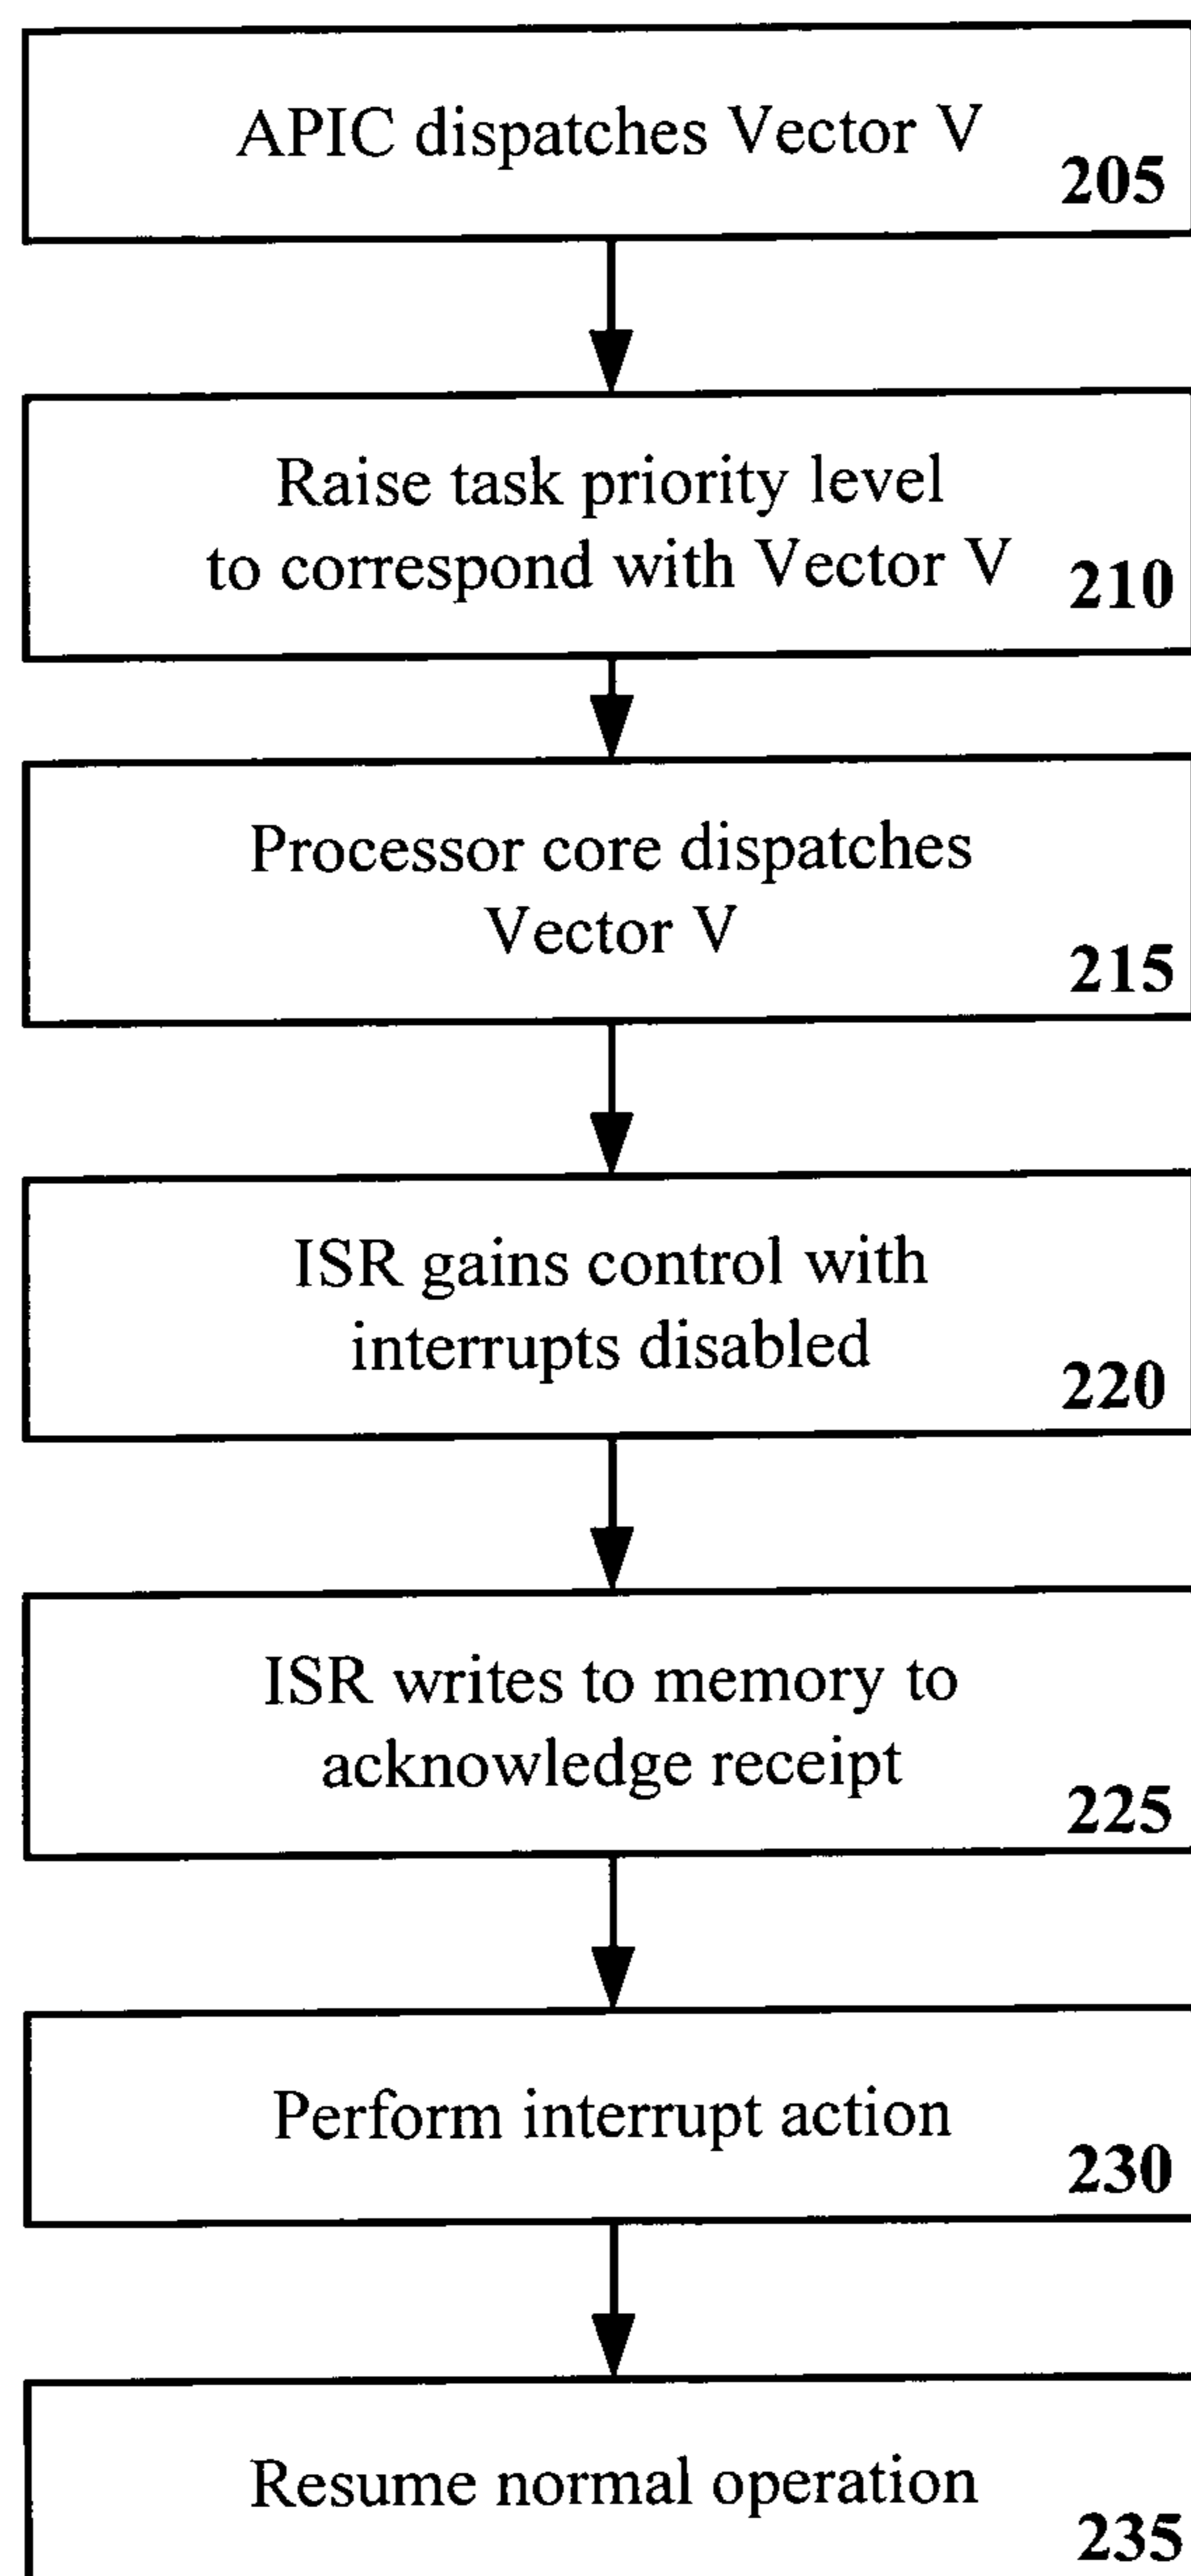 APIC dispatches Vector V
205
Raise task priority level
to correspond with Vector V
210
Processor core dispatches
Vector V
215
ISR gains control with
interrupts disabled
220
ISR writes to memory to
acknowledge receipt
225
Perform interrupt action
230
Resume normal operation
235